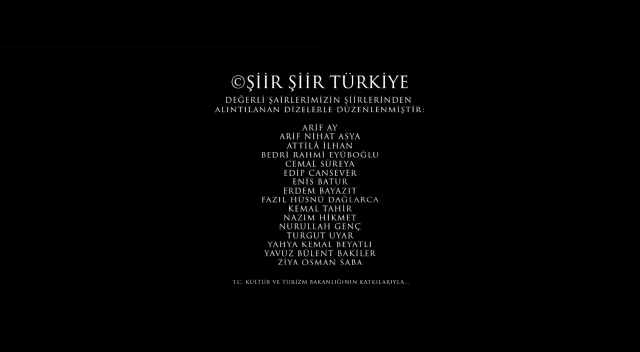 ©ŞİİR ŞİİR TÜRKİYE
DEĞERLİ ŞAİRLERİMİZİN ŞİİRLERİNDEN
ALINTILANAN DİZELERLE DÜZENLENMİŞTİR:
ARİF AY
ARİF NİHAT ASYA
ATTİLÂ İLHAN
BEDRİ RAHMİ EYÜBOĞLU
CEMAL SÜREYA
EDİP CANSEVER
ENİS BATUR
ERDEM BAYAZIT
FAZIL HÜSNÜ DAĞLARCA
KEMAL TAHİR
NAZIM HİKMET
NURULLAH GENÇ
TURGUT UYAR
YAHYA KEMAL BEYATLI
YAVUZ BÜLENT BAKİLER
ZİYA OSMAN SABA
T.C. KÜLTÜR VE TURİZM BAKANLIĞININ KATKILARIYLA...